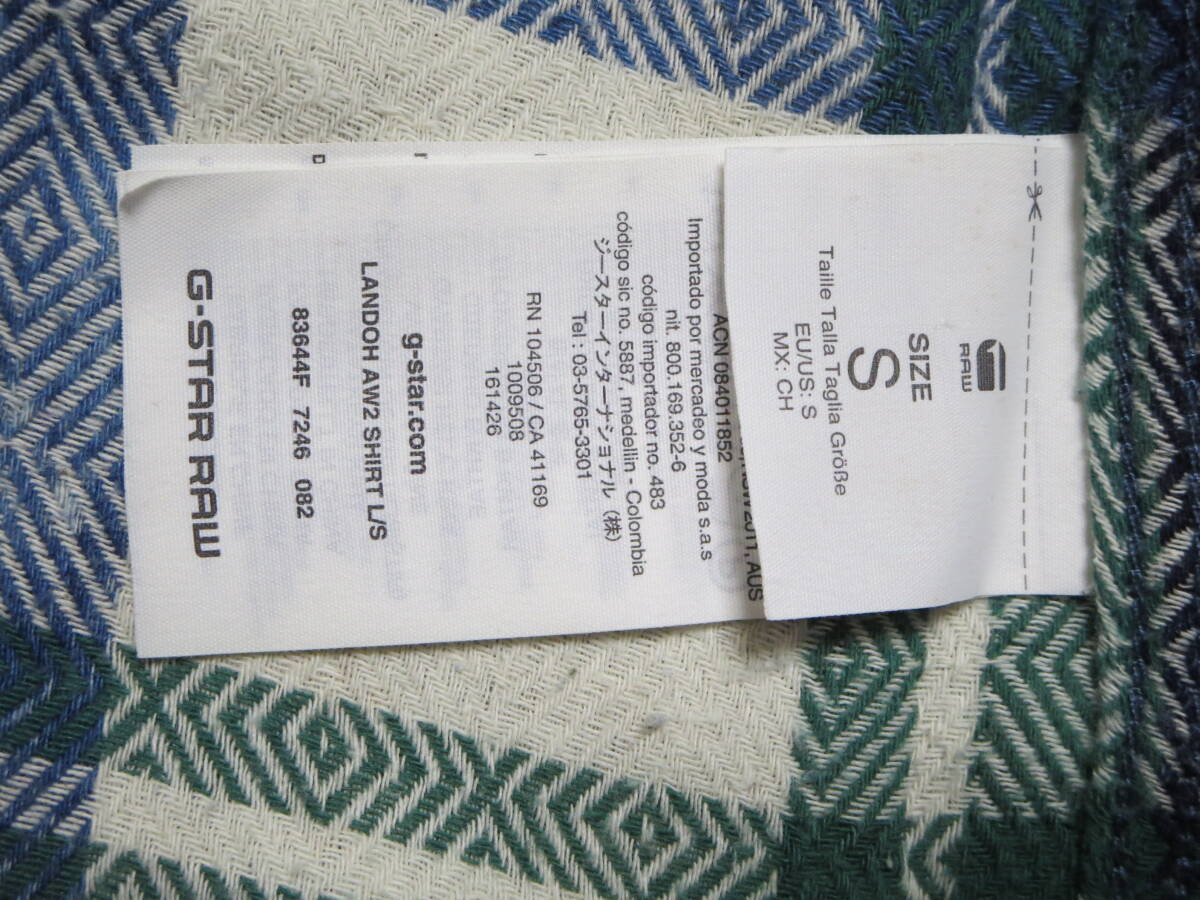 RAW
SIZE
S
Taille Talla Taglia Größe
EU/US: S
MX: CH
2011, AUS
ACN 084011852
Importado por mercadeo y moda s.a.s
nit. 800.169.352-6
código importador no. 483
código sic no. 5887, medellin - Colombia
ジースターインターナショナル (株)
Tel : 03-5765-3301
RN 104506 / CA 41169
1009508
161426
g-star.com
LANDOH AW2 SHIRT L/S
83644F 7246 082
G-STAR RAW